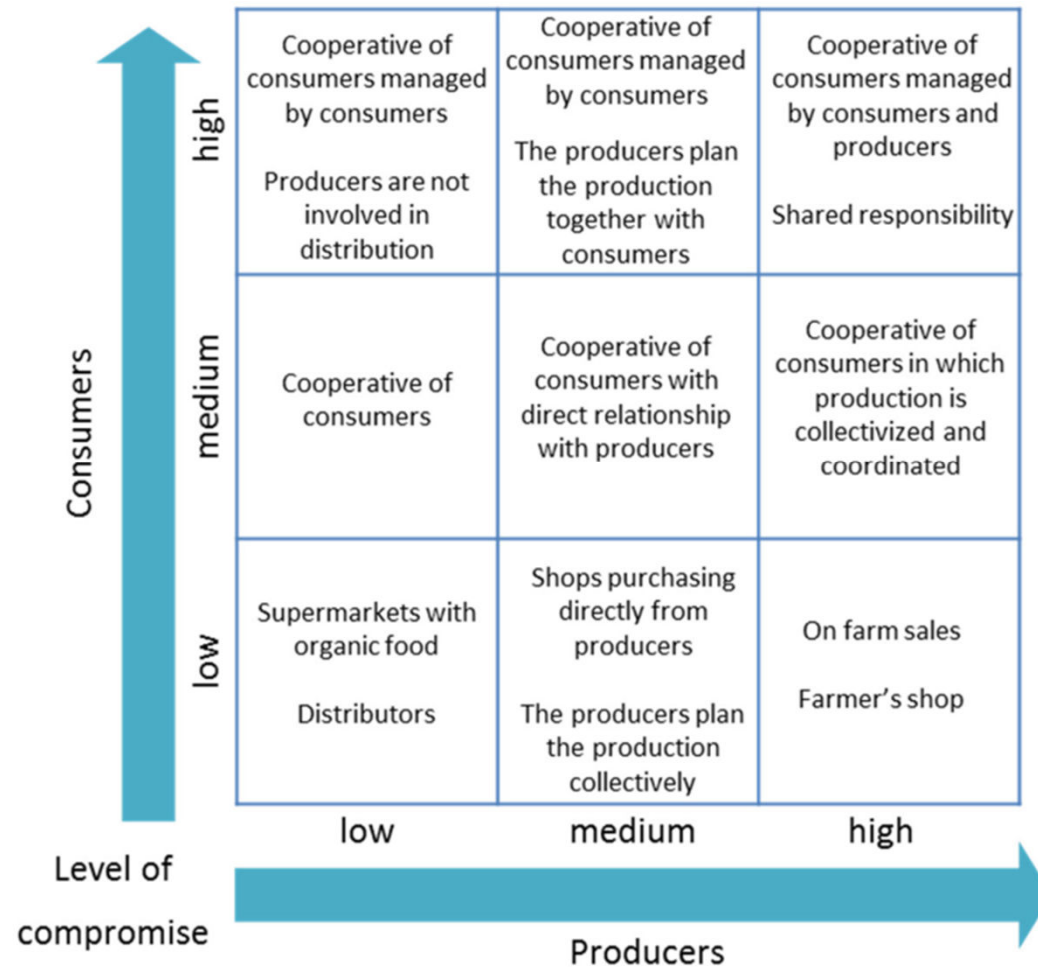 Cooperative of
consumers managed
by consumers
Producers are not
involved in
distribution
Cooperative of
consumers managed
by consumers
The producers plan
the production
together with
consumers
Cooperative of
consumers managed
by consumers and
producers
Shared responsibility
high
Consumers
medium
Cooperative of
consumers
Cooperative of
consumers with
direct relationship
with producers
Cooperative of
consumers in which
production is
collectivized and
coordinated
low
Supermarkets with
organic food
Distributors
Shops purchasing
directly from
producers
The producers plan
the production
collectively
On farm sales
Farmer’s shop
low
medium
high
Level of
compromise
Producers